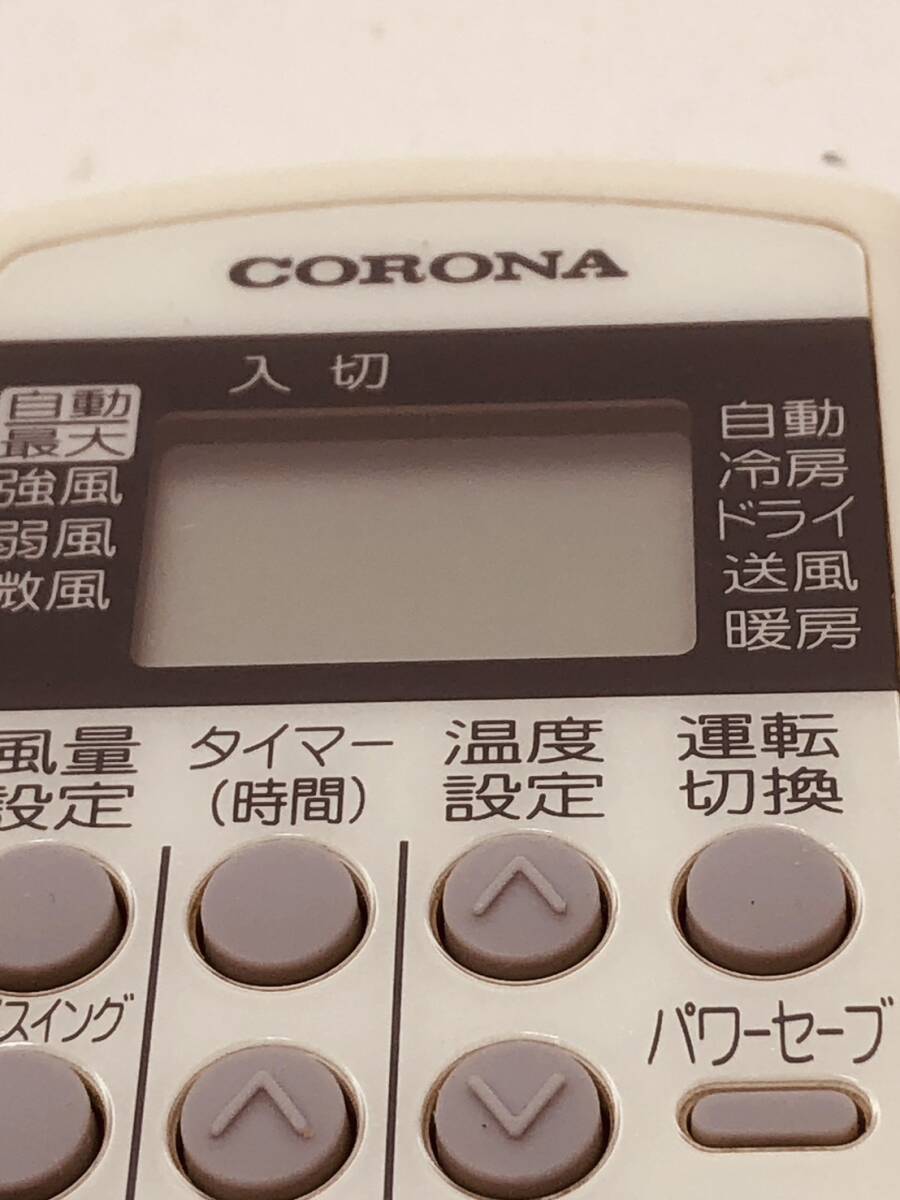 CORONA
入 切
自動
最大
強風
弱風
微風
自動
冷房
ドライ
送風
暖房
風量
設定
タイマー
(時間)
温度
設定
運転
切換
スイング
パワーセーブ